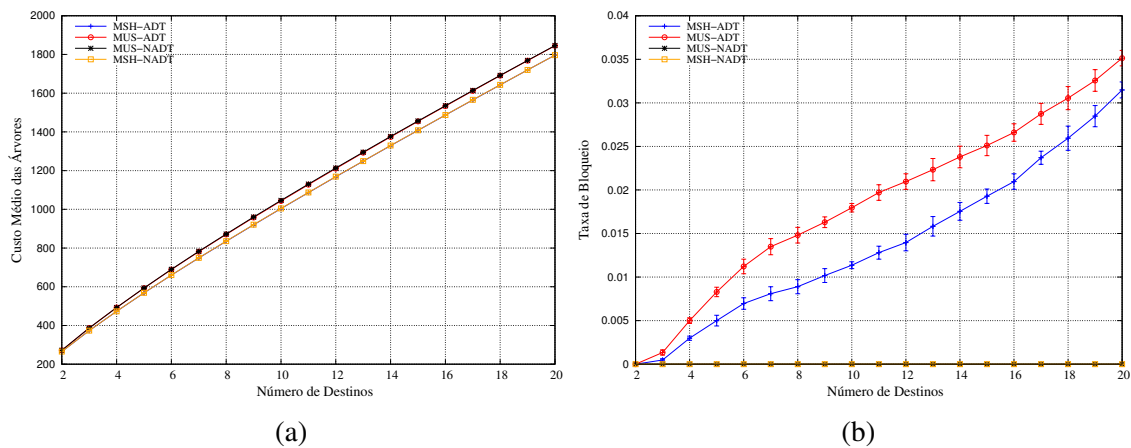 MSH−ADT
MUS−ADT
MUS−NADT
MSH−NADT
2000
1800
1600
1400
1200
1000
800
600
400
200
Custo Médio das Árvores
2 4 6 8 10 12 14 16 18 20
Número de Destinos
(a)
MSH−ADT
MUS−ADT
MUS−NADT
MSH−NADT
0.04
0.035
0.03
0.025
0.02
0.015
0.01
0.005
0
Taxa de Bloqueio
2 4 6 8 10 12 14 16 18 20
Número de Destinos
(b)